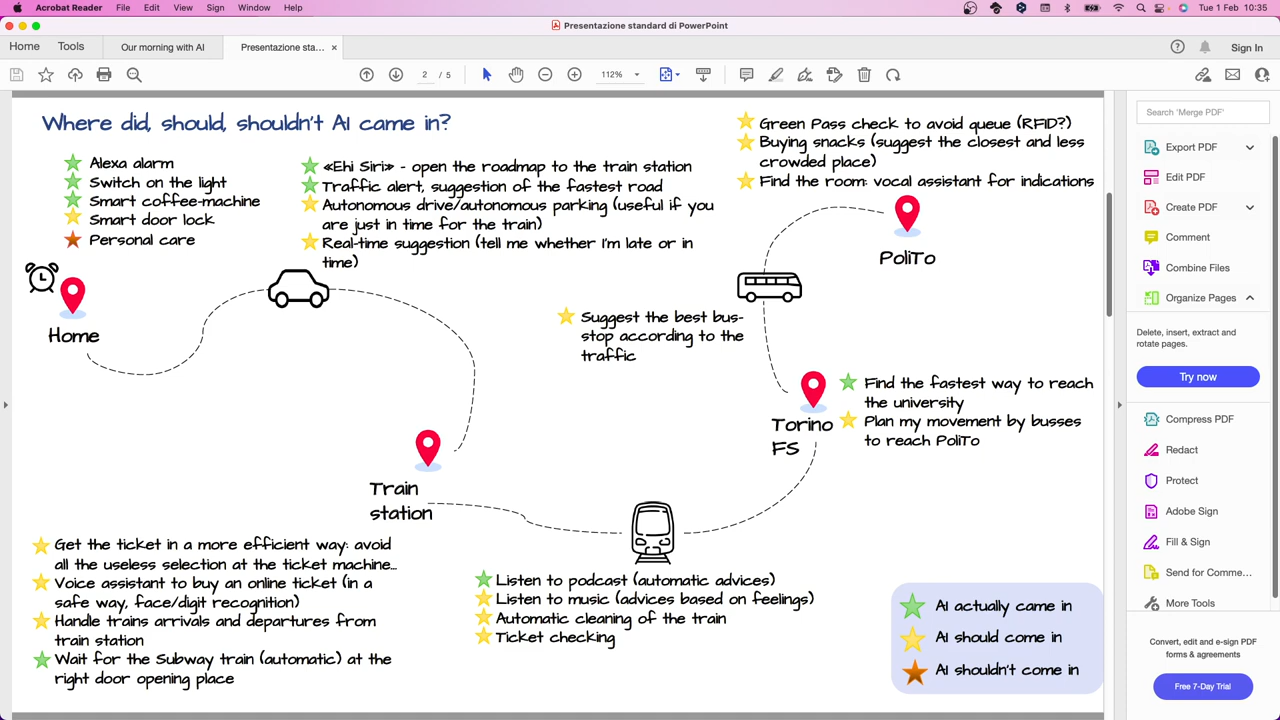 Acrobat Reader File Edit View Sign Window Help Tue 1 Feb 10:35
Presentazione standard di PowerPoint
Home Tools Our morning with AI Presentazione sta... × Sign In
2 / 5 112%
Where did, should, shouldn't AI came in?
Alexa alarm
Switch on the light
Smart coffee-machine
Smart door lock
Personal care
«Ehi Siri» - open the roadmap to the train station
Traffic alert, suggestion of the fastest road
Autonomous drive/autonomous parking (useful if you
are just in time for the train)
Real-time suggestion (tell me whether I'm late or in
time)
Green Pass check to avoid queue (RFID?)
Buying snacks (suggest the closest and less
crowded place)
Find the room: vocal assistant for indications
PoliTo
Home
Suggest the best bus-
stop according to the
traffic
Find the fastest way to reach
the university
Plan my movement by busses
to reach PoliTo
Torino
FS
Train
station
Get the ticket in a more efficient way: avoid
all the useless selection at the ticket machine...
Voice assistant to buy an online ticket (in a
safe way, face/digit recognition)
Handle trains arrivals and departures from
train station
Wait for the Subway train (automatic) at the
right door opening place
Listen to podcast (automatic advices)
Listen to music (advices based on feelings)
Automatic cleaning of the train
Ticket checking
AI actually came in
AI should come in
AI shouldn't come in
Search 'Merge PDF'
Export PDF
Edit PDF
Create PDF
Comment
Combine Files
Organize Pages
Delete, insert, extract and
rotate pages.
Try now
Compress PDF
Redact
Protect
Adobe Sign
Fill & Sign
Send for Comme...
More Tools
Convert, edit and e-sign PDF
forms & agreements
Free 7-Day Trial